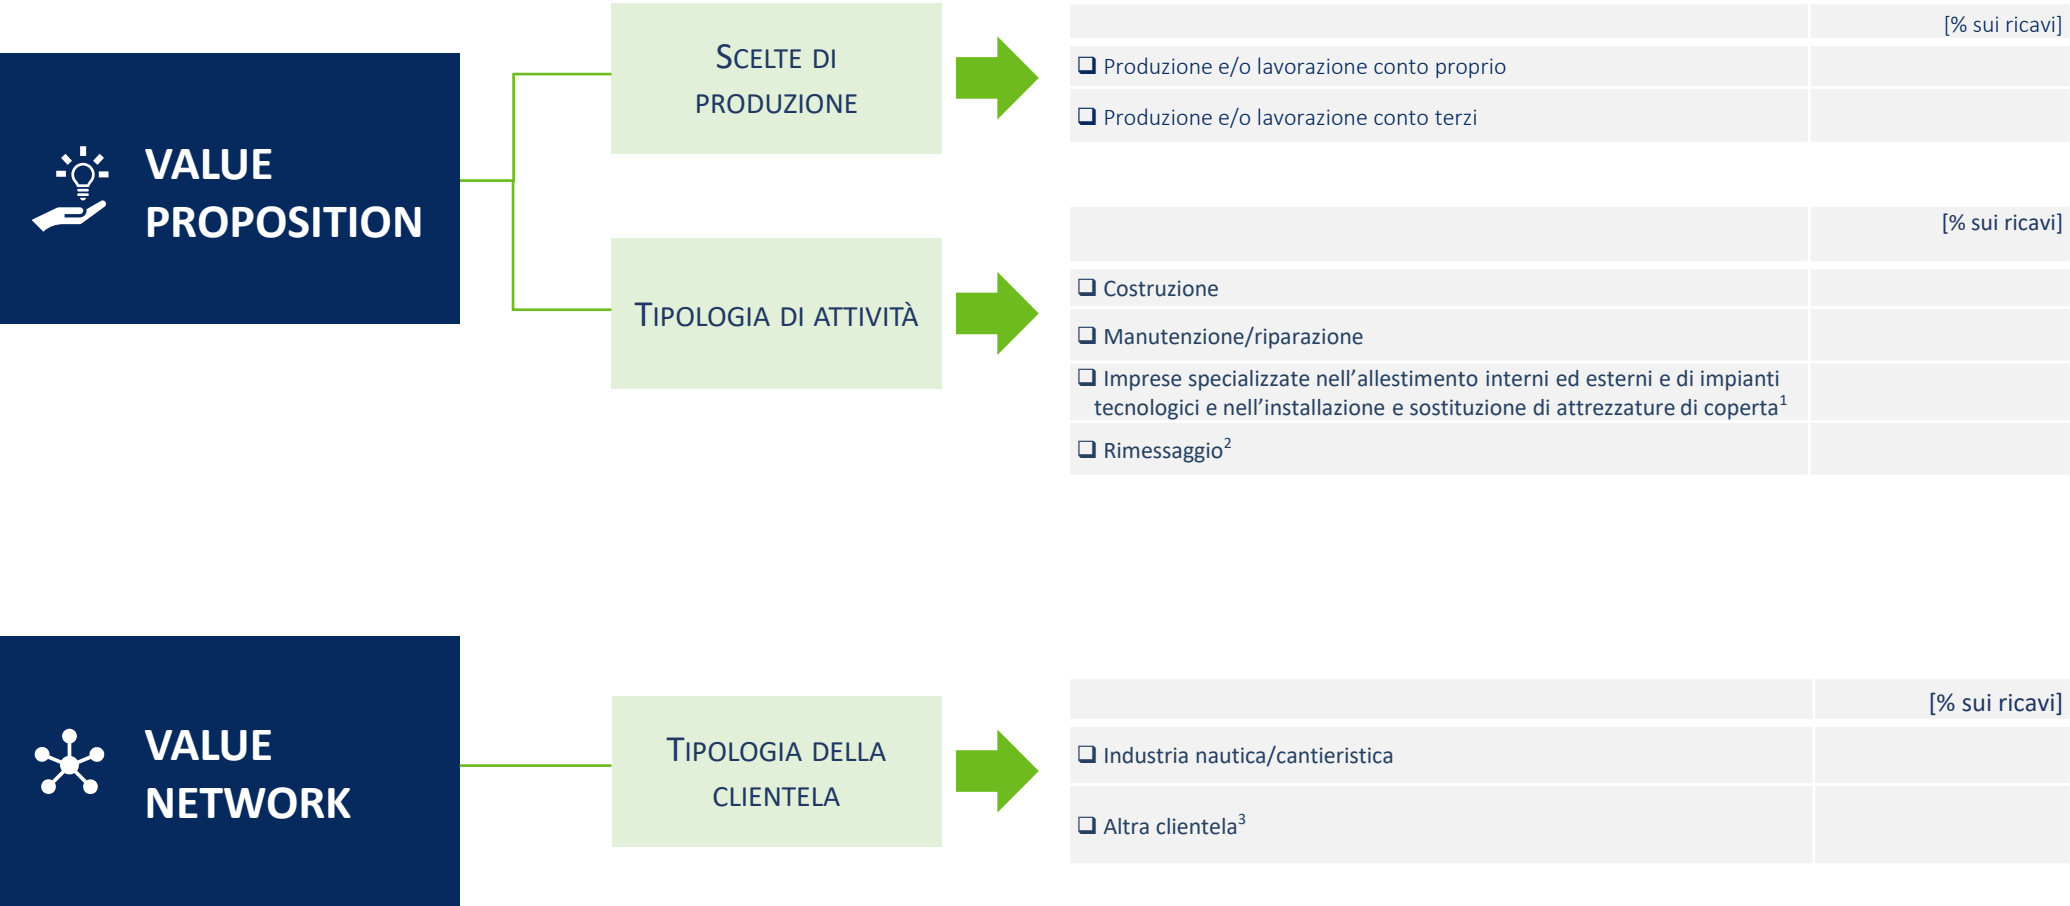 VALUE
PROPOSITION
SCELTE DI
PRODUZIONE
[% sui ricavi]
❑ Produzione e/o lavorazione conto proprio
❑ Produzione e/o lavorazione conto terzi
TIPOLOGIA DI ATTIVITÀ
[% sui ricavi]
❑ Costruzione
❑ Manutenzione/riparazione
❑ Imprese specializzate nell’allestimento interni ed esterni e di impianti
tecnologici e nell’installazione e sostituzione di attrezzature di coperta1
❑ Rimessaggio2
VALUE
NETWORK
TIPOLOGIA DELLA
CLIENTELA
[% sui ricavi]
❑ Industria nautica/cantieristica
❑ Altra clientela3